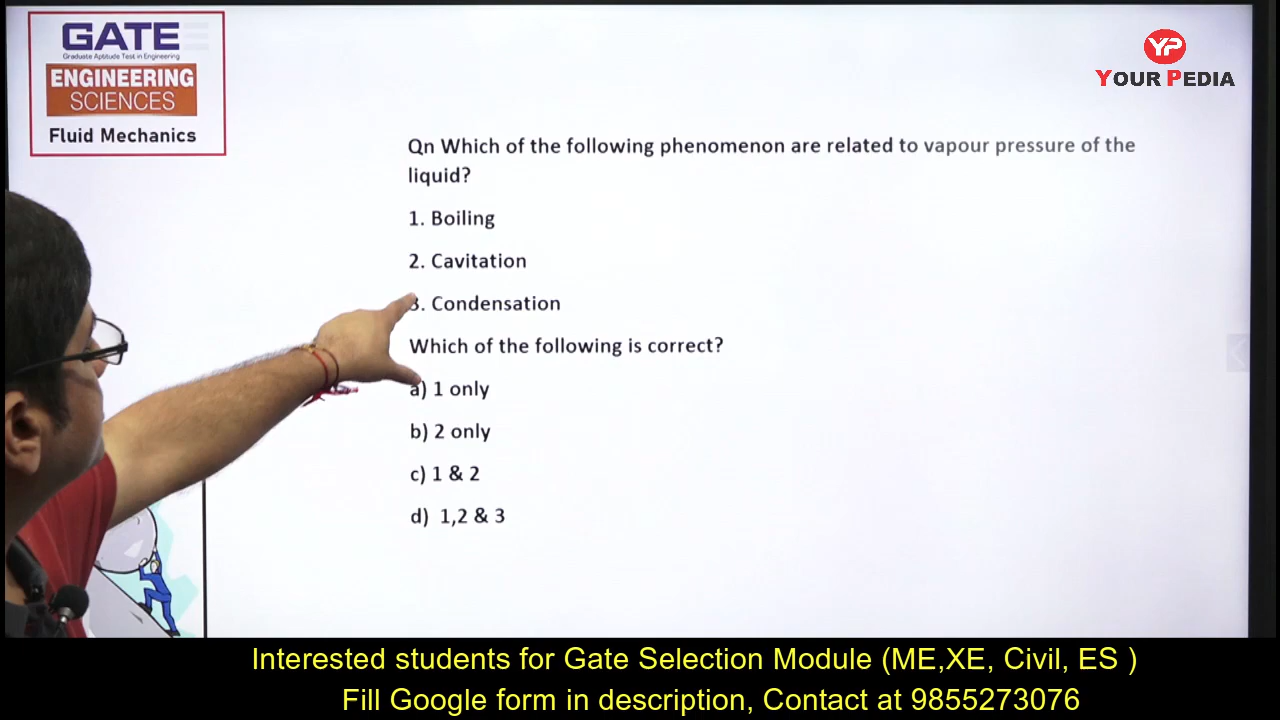 GATE
Graduate Aptitude Test in Engineering
ENGINEERING
SCIENCES
Fluid Mechanics
YP
YOUR PEDIA
Qn Which of the following phenomenon are related to vapour pressure of the
liquid?
1. Boiling
2. Cavitation
3. Condensation
Which of the following is correct?
a) 1 only
b) 2 only
c) 1 & 2
d) 1,2 & 3
Interested students for Gate Selection Module (ME,XE, Civil, ES )
Fill Google form in description, Contact at 9855273076